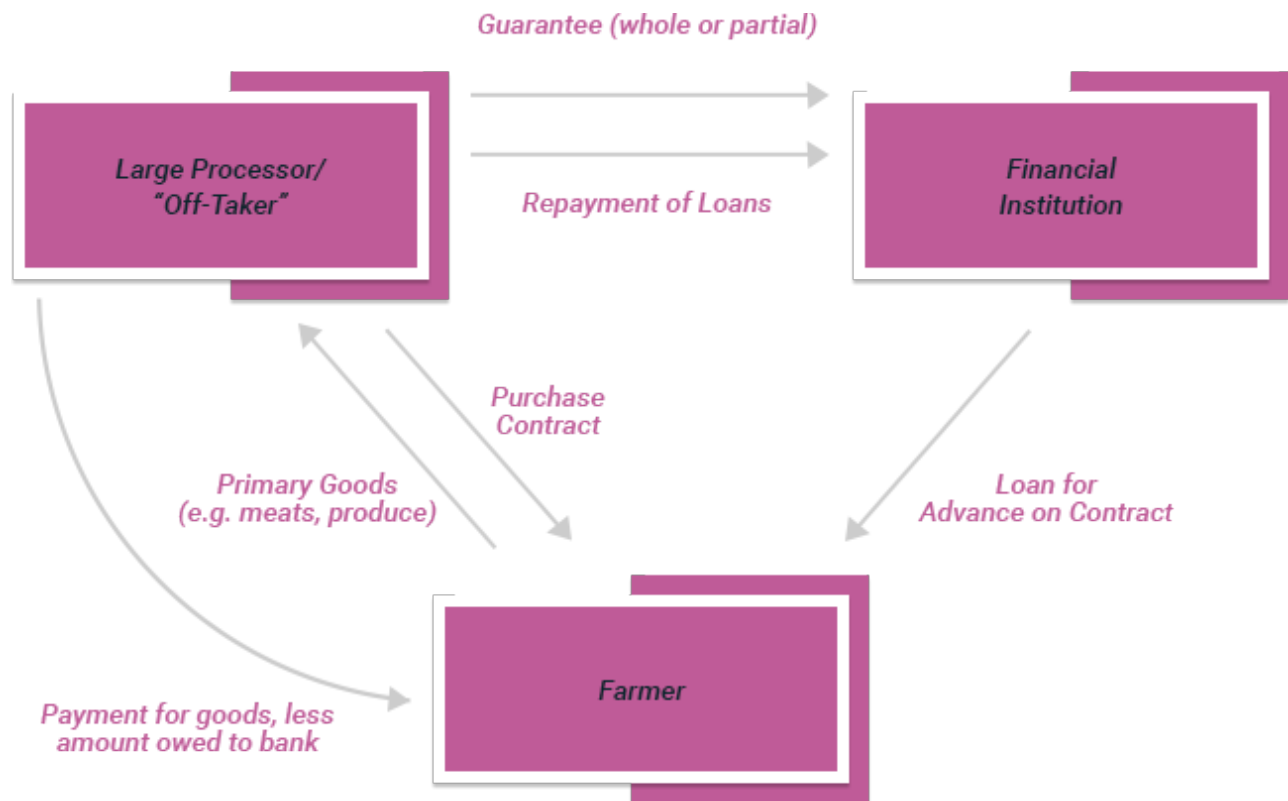 Guarantee (whole or partial)
Large Processor/
“Off-Taker”
Financial
Institution
Repayment of Loans
Purchase
Contract
Primary Goods
(e.g. meats, produce)
Loan for
Advance on Contract
Farmer
Payment for goods, less
amount owed to bank